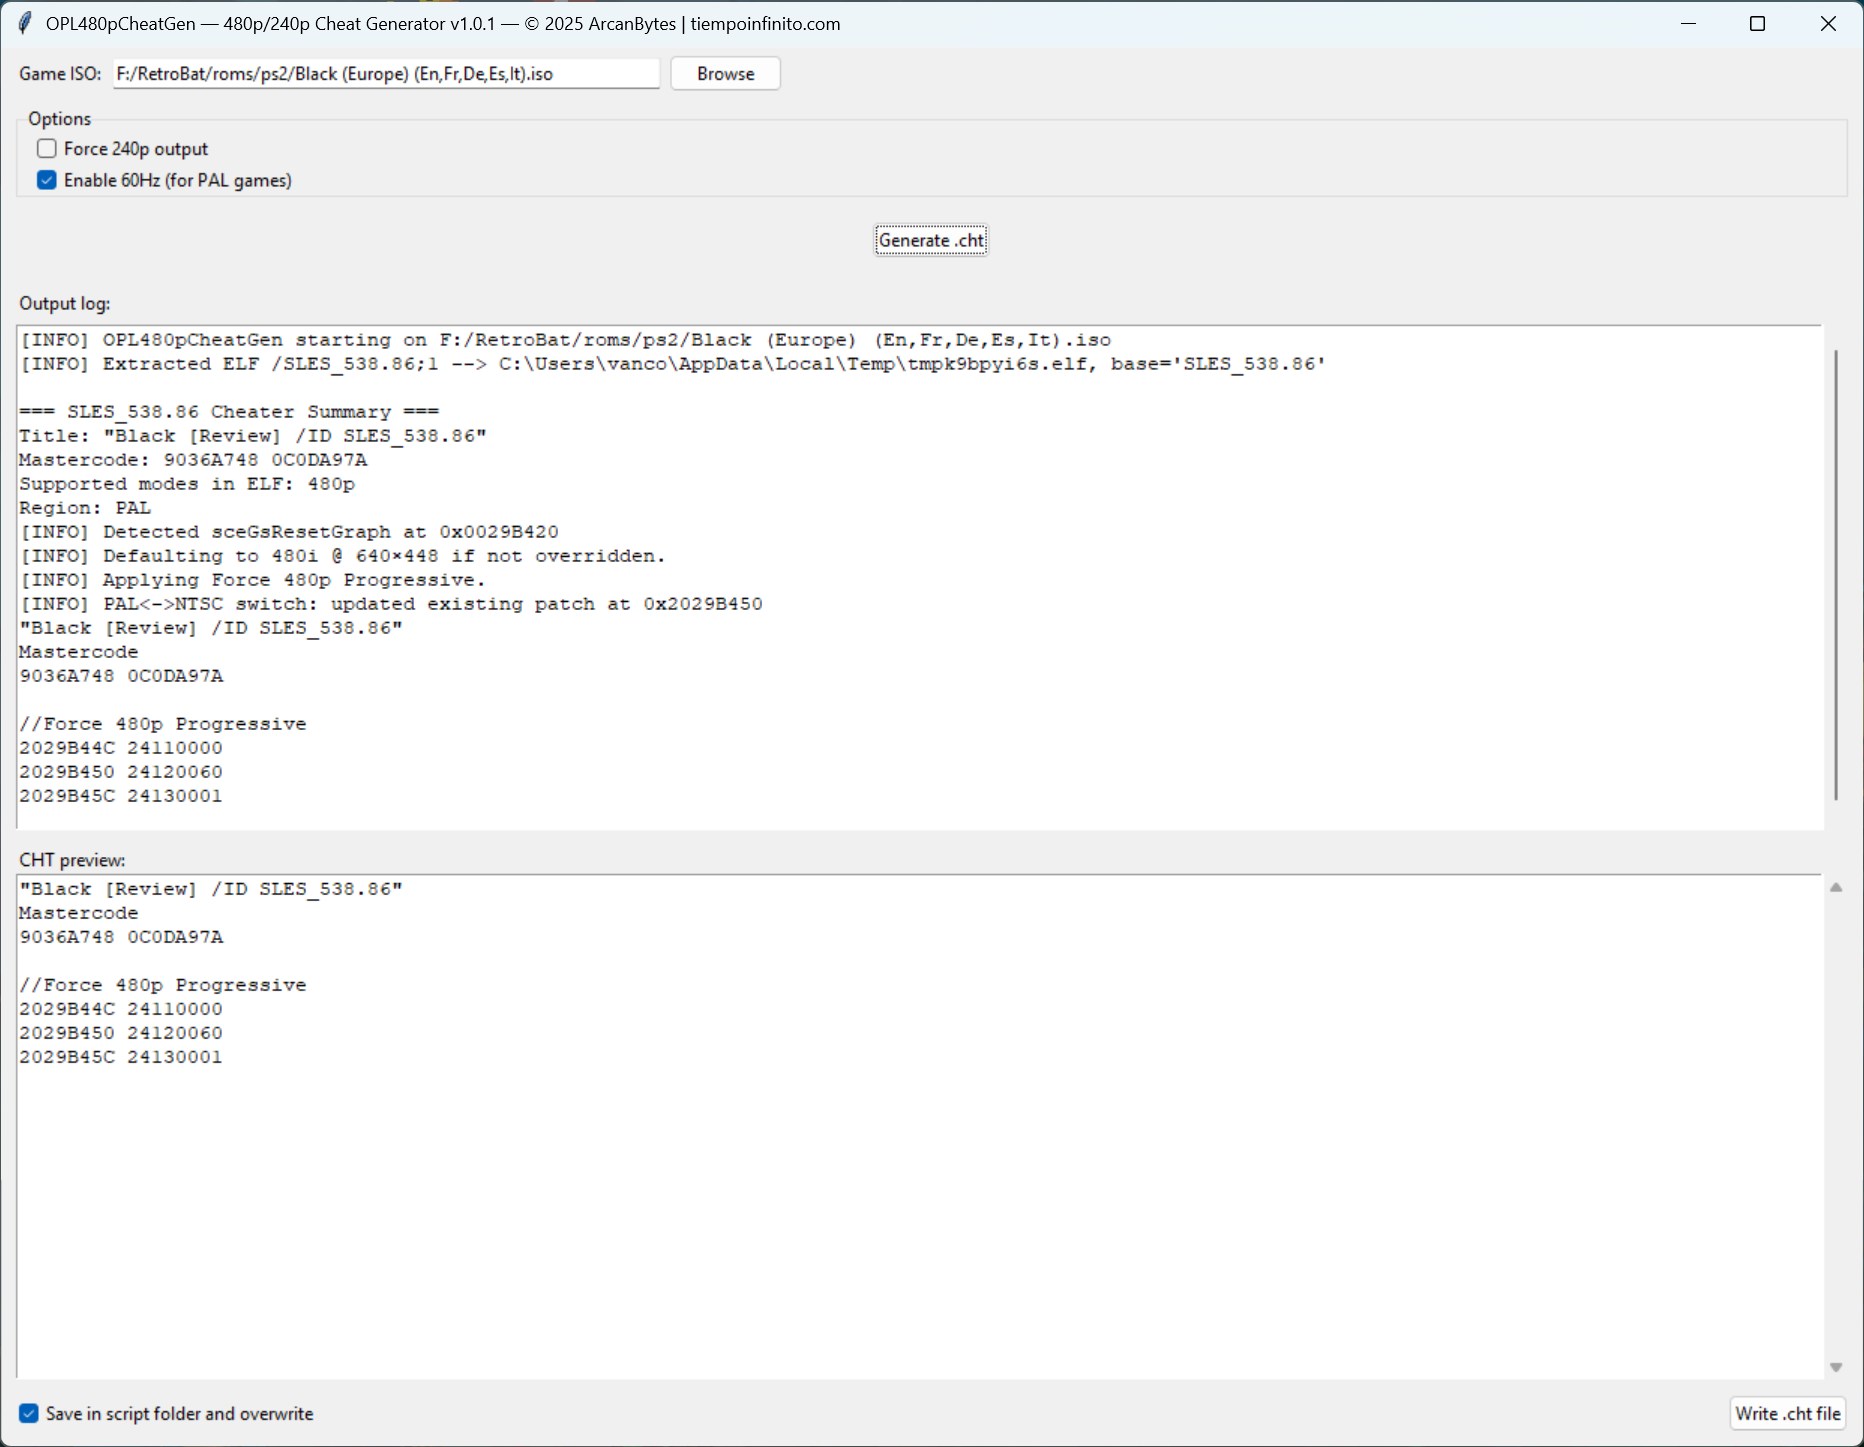 OPL480pCheatGen — 480p/240p Cheat Generator v1.0.1 — © 2025 ArcanBytes | tiempoinfinito.com
Game ISO: F:/RetroBat/roms/ps2/Black (Europe) (En,Fr,De,Es,It).iso Browse
Options
Force 240p output
Enable 60Hz (for PAL games)
Generate .cht
Output log:
[INFO] OPL480pCheatGen starting on F:/RetroBat/roms/ps2/Black (Europe) (En,Fr,De,Es,It).iso
[INFO] Extracted ELF /SLES_538.86;1 --> C:\Users\vanco\AppData\Local\Temp\tmpk9bpyi6s.elf, base='SLES_538.86'
=== SLES_538.86 Cheater Summary ===
Title: "Black [Review] /ID SLES_538.86"
Mastercode: 9036A748 0C0DA97A
Supported modes in ELF: 480p
Region: PAL
[INFO] Detected sceGsResetGraph at 0x0029B420
[INFO] Defaulting to 480i @ 640×448 if not overridden.
[INFO] Applying Force 480p Progressive.
[INFO] PAL<->NTSC switch: updated existing patch at 0x2029B450
"Black [Review] /ID SLES_538.86"
Mastercode
9036A748 0C0DA97A
//Force 480p Progressive
2029B44C 24110000
2029B450 24120060
2029B45C 24130001
CHT preview:
"Black [Review] /ID SLES_538.86"
Mastercode
9036A748 0C0DA97A
//Force 480p Progressive
2029B44C 24110000
2029B450 24120060
2029B45C 24130001
Save in script folder and overwrite
Write .cht file